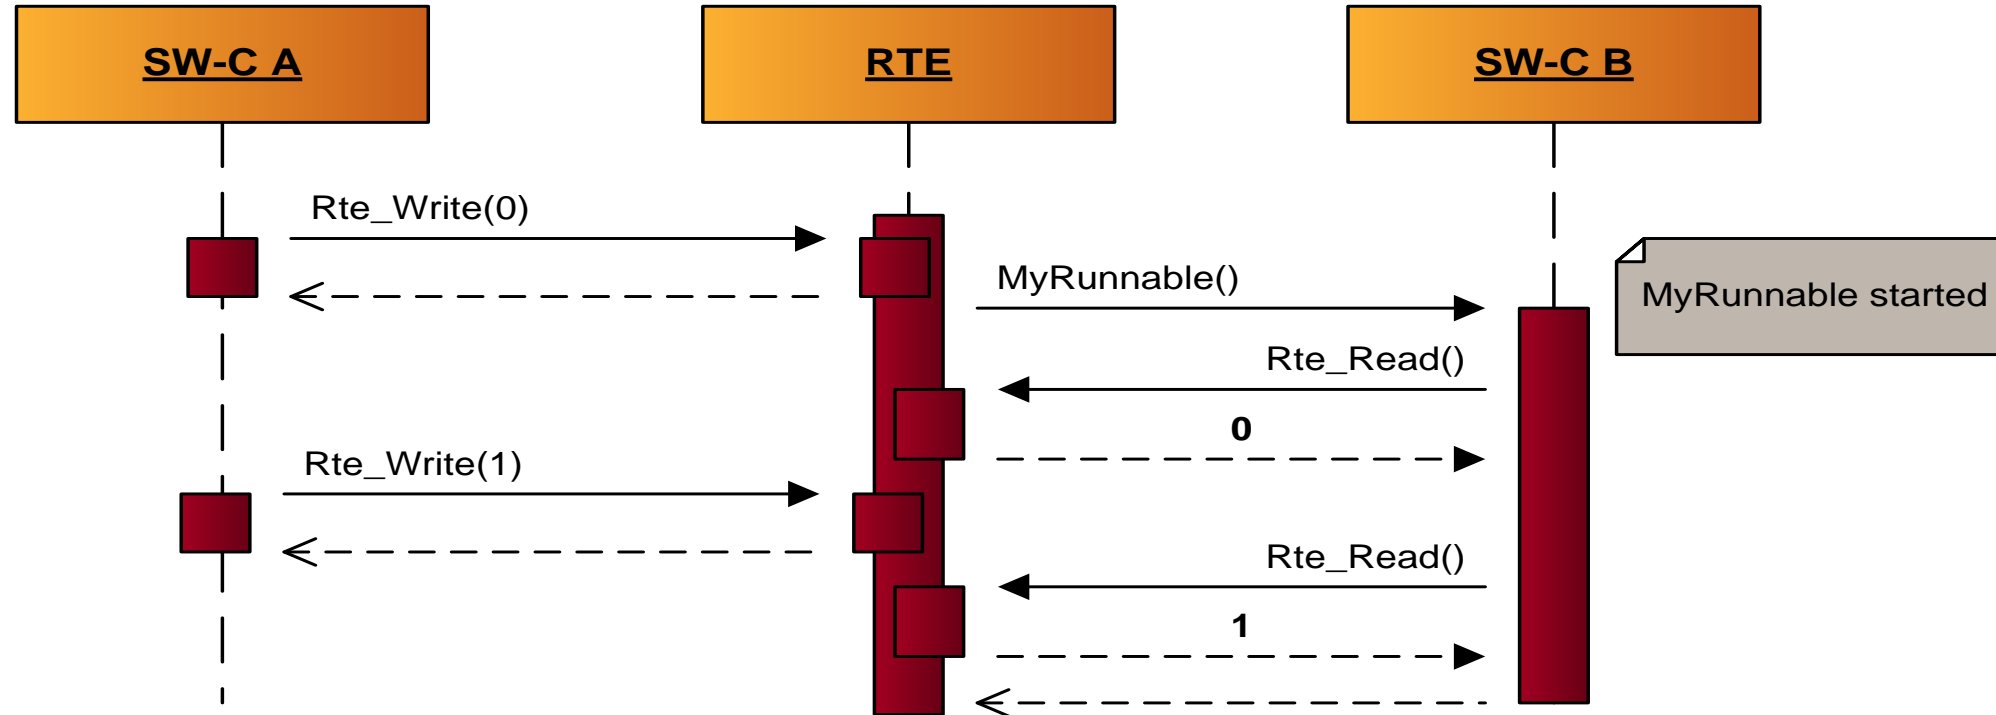 SW-C A
RTE
SW-C B
Rte_Write(0)
MyRunnable()
MyRunnable started
Rte_Read()
0
Rte_Write(1)
Rte_Read()
1